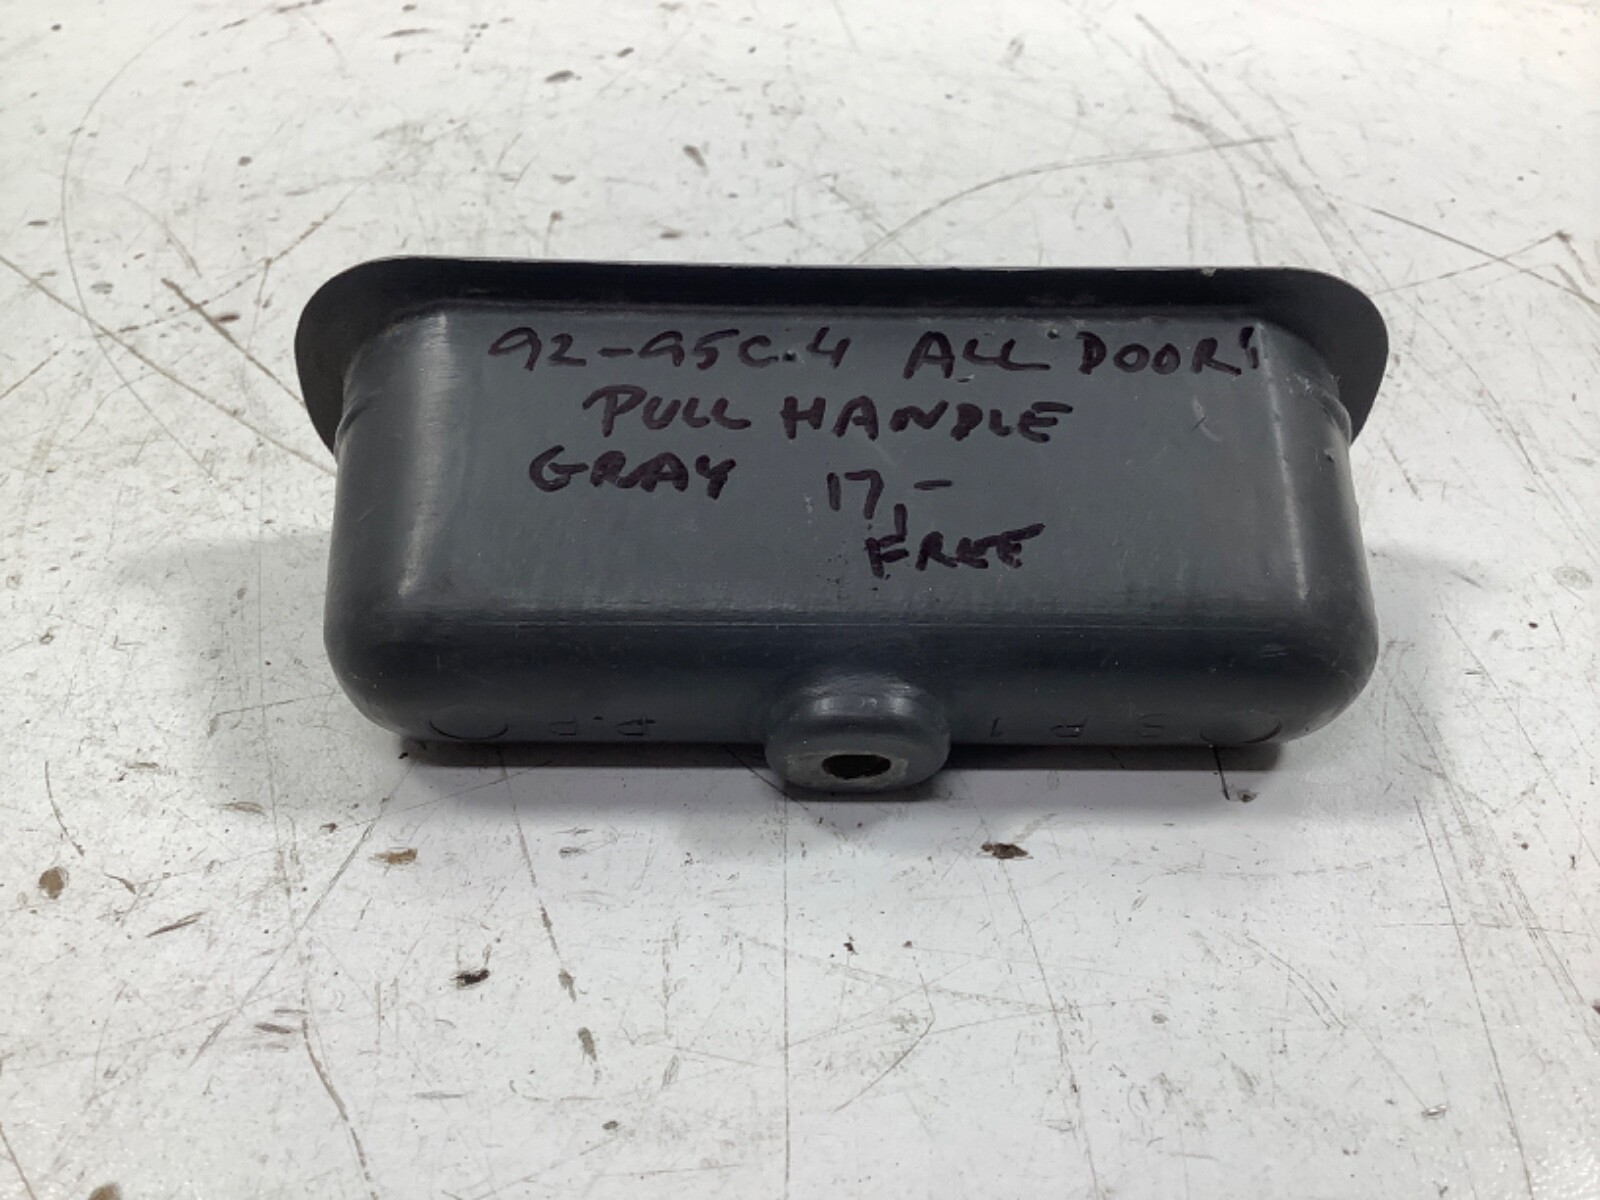 92-95C.4 ALL DOOR'
PULL HANDLE
GRAY 17,-
FREE